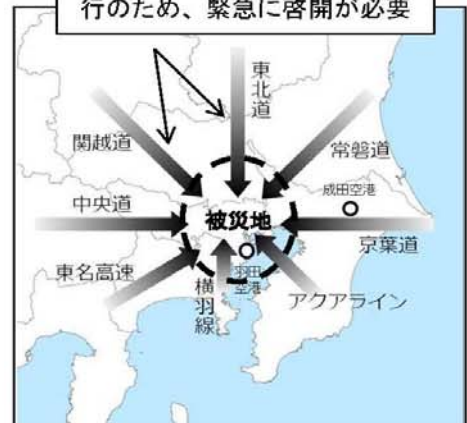 行のため、緊急に啓開が必要
東北道
関越道
常磐道
成田空港
中央道
被災地
京葉道
羽田
空港
東名高速
横羽線
アクアライン